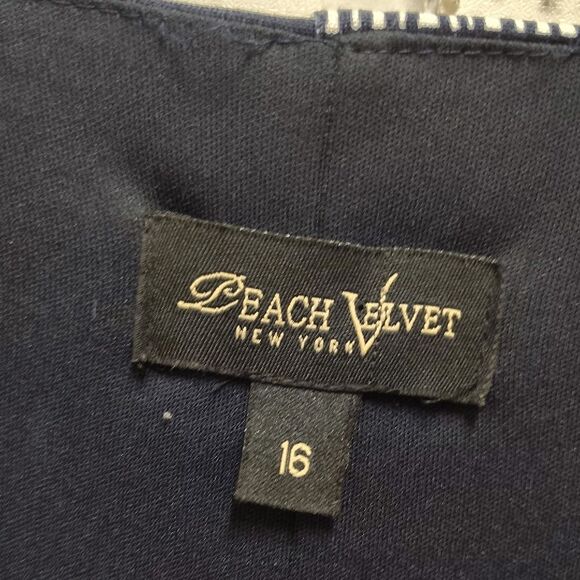 PEACH VELVET
NEW YORK
16